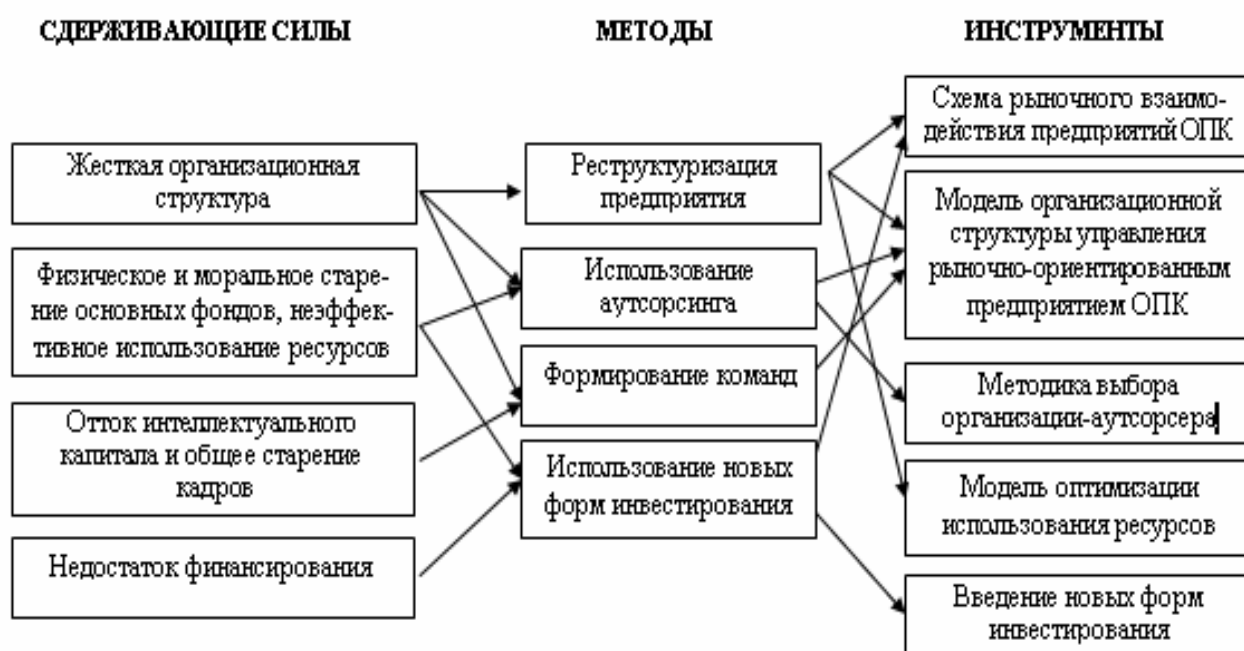 СДЕРЖИВАЮЩИЕ СИЛЫ
МЕТОДЫ
ИНСТРУМЕНТЫ
Жесткая организационная
структура
Физическое и моральное старе-
ние основных фондов, неэффек-
тивное использование ресурсов
Отток интеллектуального
капитала и общее старение
кадров
Недостаток финансирования
Реструктуризация
предприятия
Использование
аутсорсинга
Формирование команд
Использование новых
форм инвестирования
Схема рыночного взаимо-
действия предприятий ОПК
Модель организационной
структуры управления
рыночно-ориентированным
предприятием ОПК
Методика выбора
организации-аутсорсера
Модель оптимизации
использования ресурсов
Введение новых форм
инвестирования